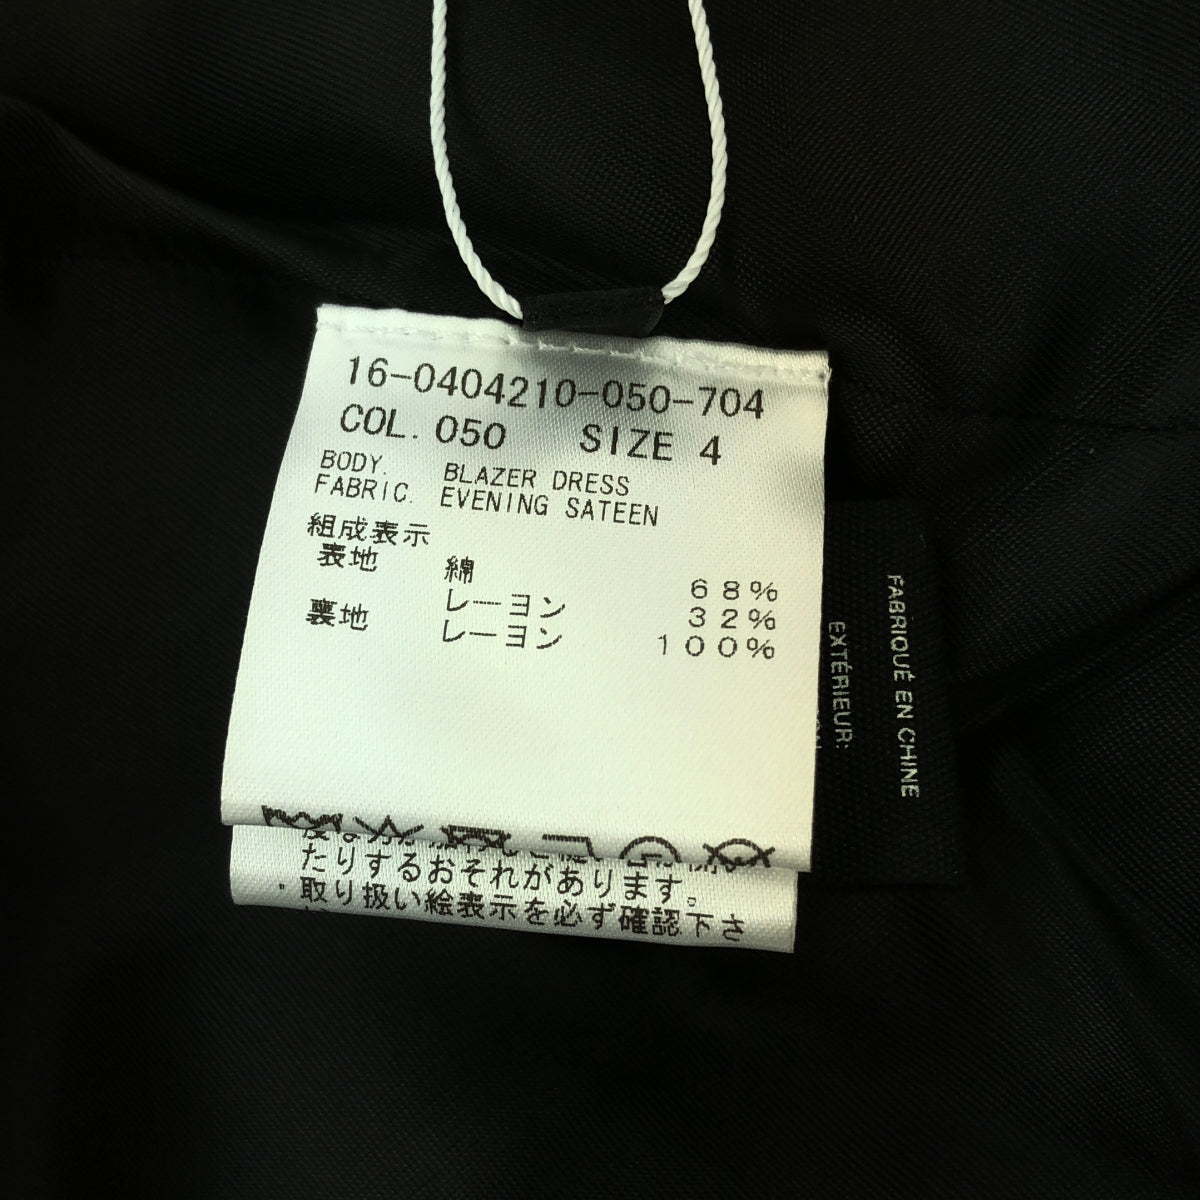 16-0404210-050-704
COL. 050 SIZE 4
BODY. BLAZER DRESS
FABRIC. EVENING SATEEN
組成表示
表地 綿 68%
レーヨン 32%
裏地 レーヨン 100%
たりするおそれがあります。
・取り扱い絵表示を必ず確認下さ
FABRIQUÉ EN CHINE
EXTÉRIEUR: